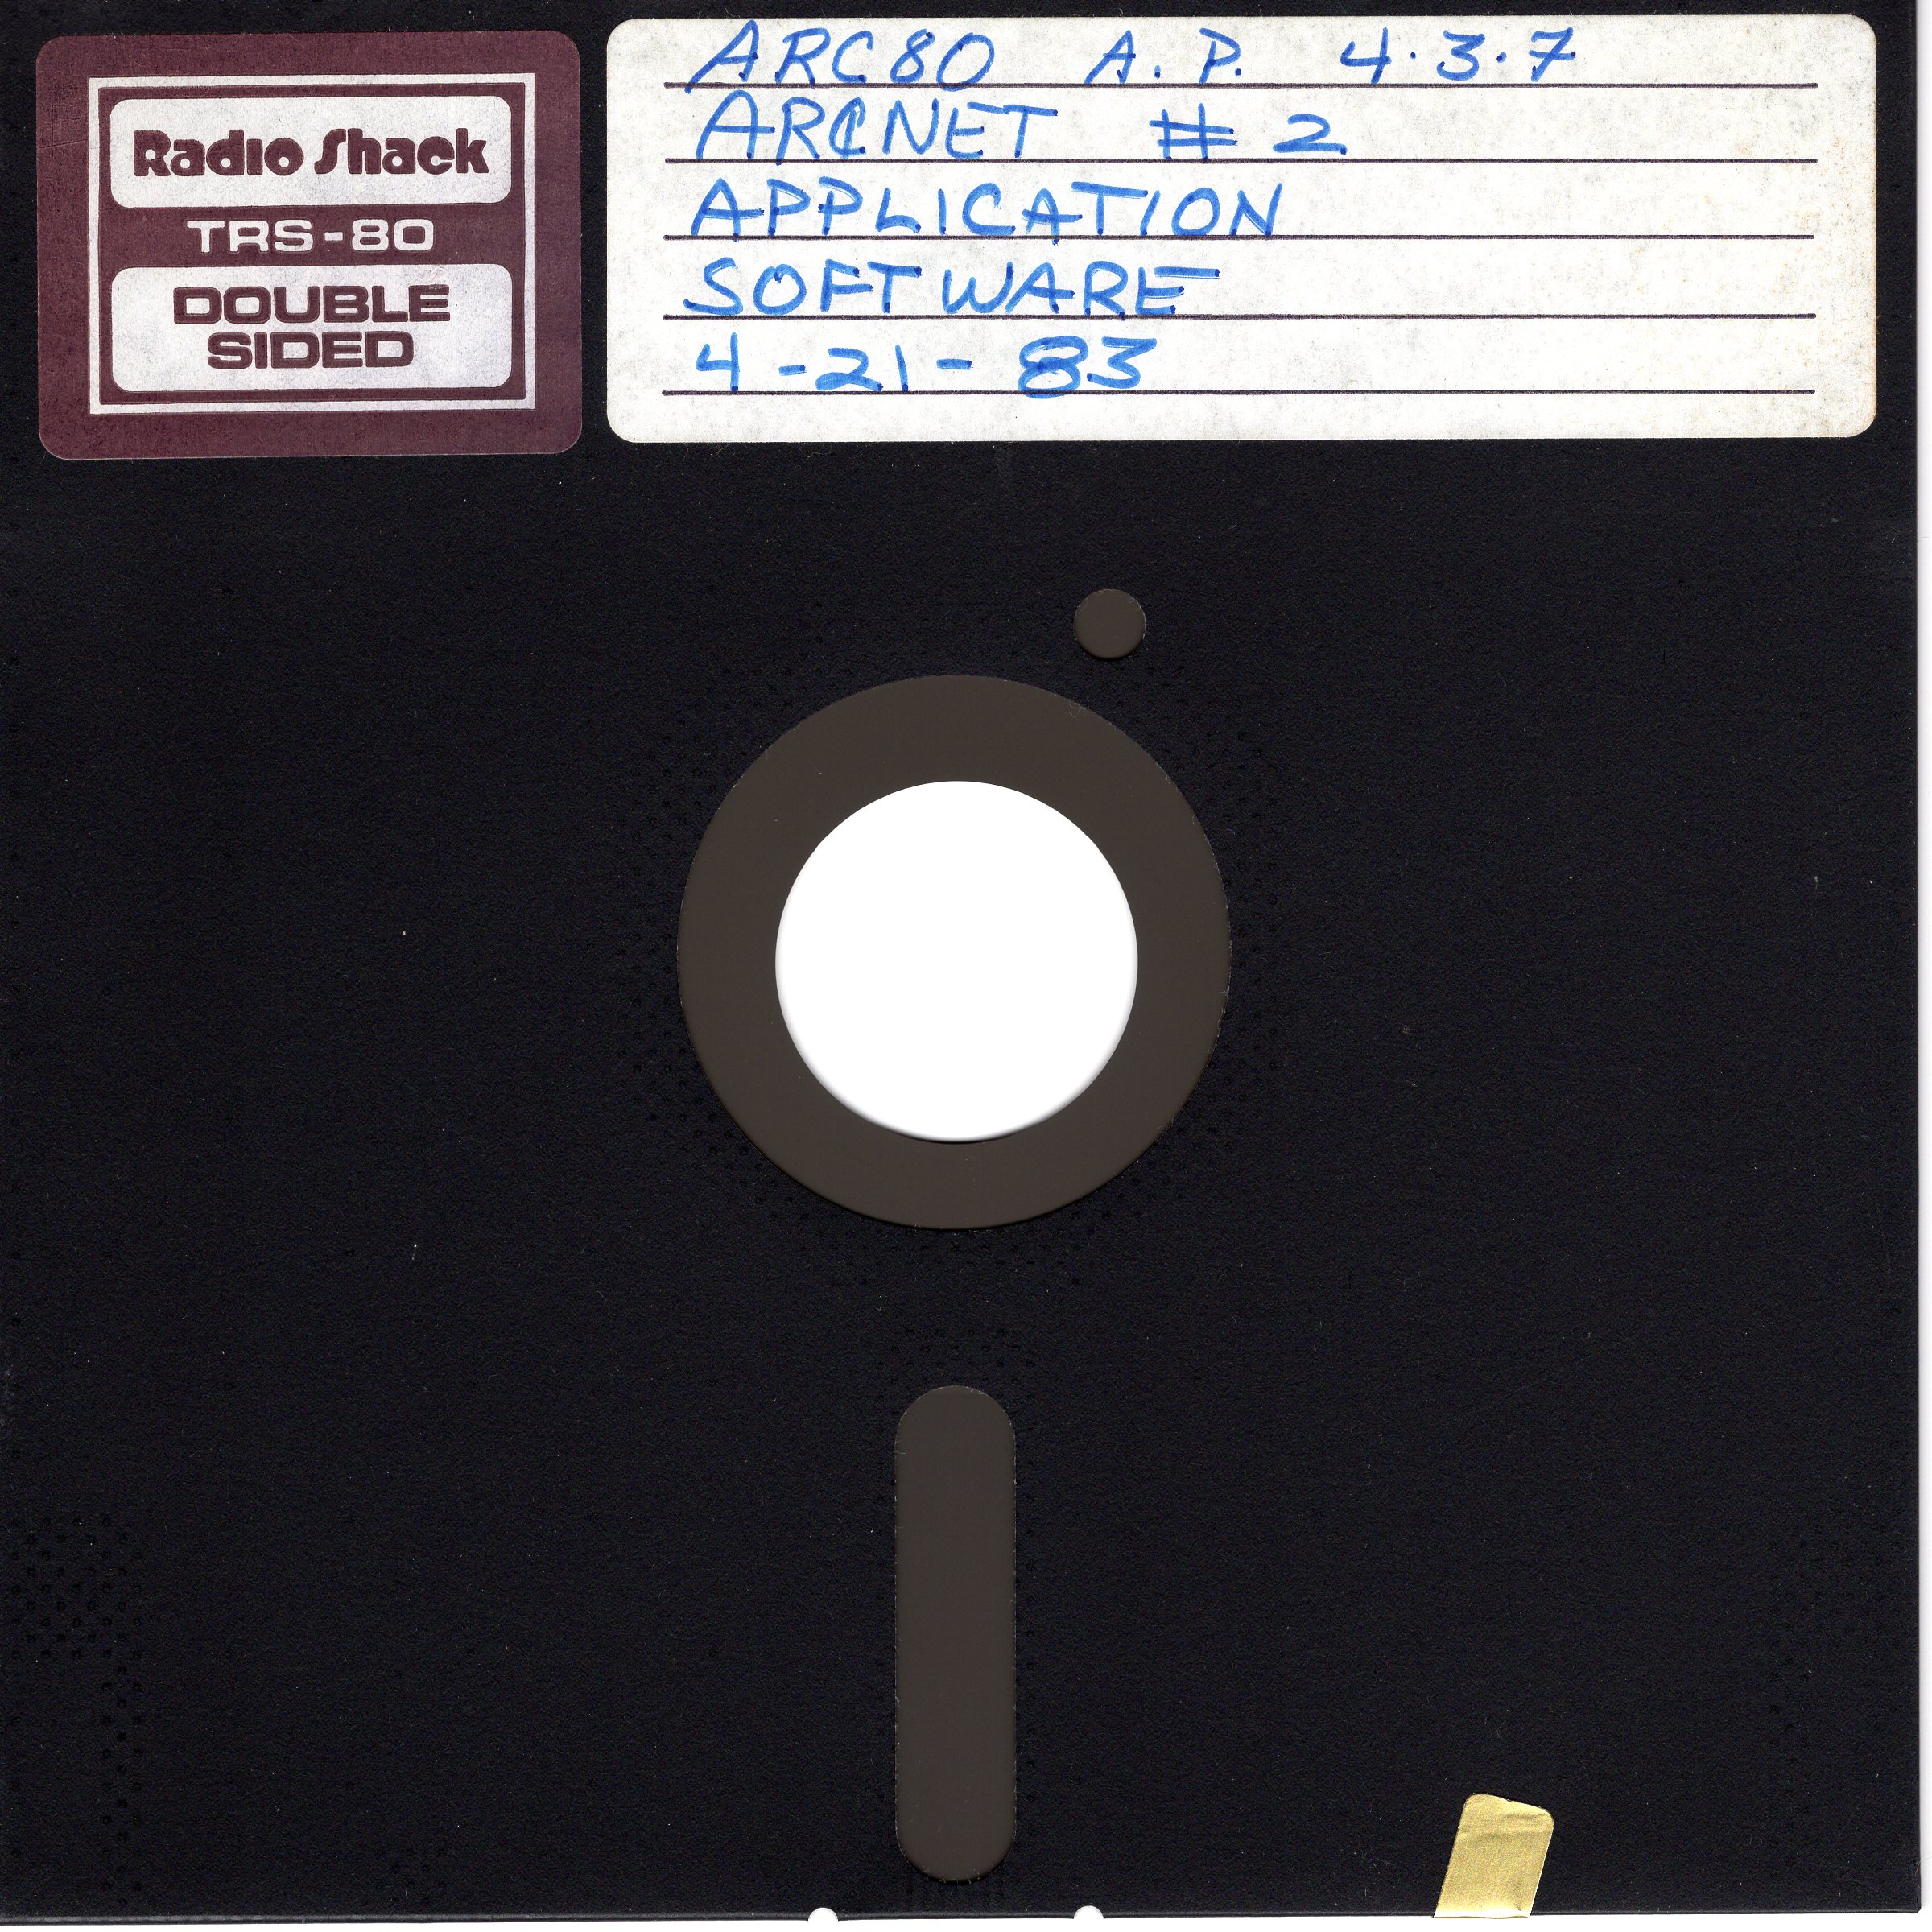 Radio Shack
TRS-80
DOUBLE
SIDED
ARC80 A. P. 4.3.7
ARCNET # 2
APPLICATION
SOFTWARE
4-21-83